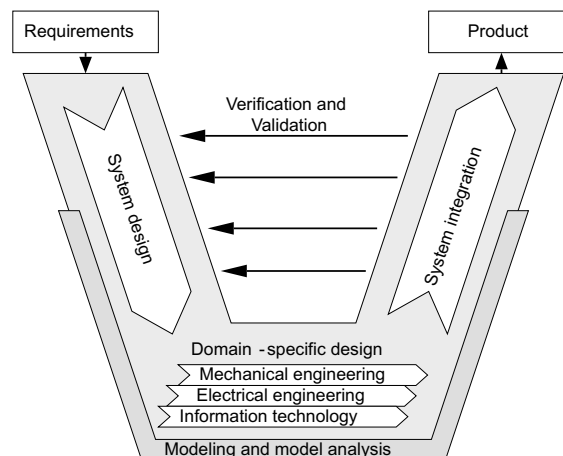 Requirements
Product
Verification and
Validation
System design
System integration
Domain -specific design
Mechanical engineering
Electrical engineering
Information technology
Modeling and model analysis